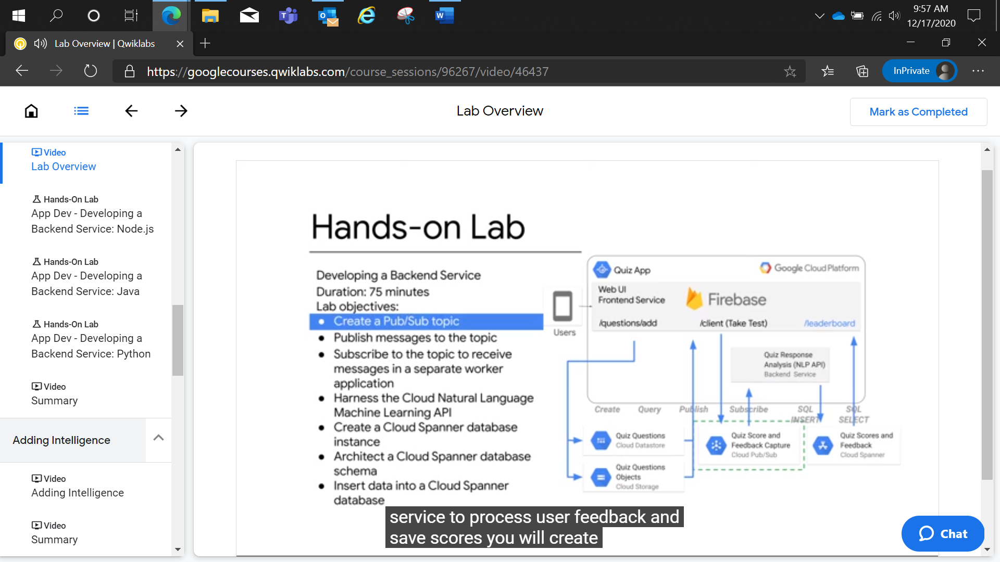 9:57 AM
12/17/2020
Lab Overview | Qwiklabs
https://googlecourses.qwiklabs.com/course_sessions/96267/video/46437
InPrivate
Lab Overview
Mark as Completed
Video
Lab Overview
Hands-On Lab
App Dev - Developing a
Backend Service: Node.js
Hands-On Lab
App Dev - Developing a
Backend Service: Java
Hands-On Lab
App Dev - Developing a
Backend Service: Python
Video
Summary
Adding Intelligence
Video
Adding Intelligence
Video
Summary
Hands-on Lab
Developing a Backend Service
Duration: 75 minutes
Lab objectives:
● Create a Pub/Sub topic
● Publish messages to the topic
● Subscribe to the topic to receive
messages in a separate worker
application
● Harness the Cloud Natural Language
Machine Learning API
● Create a Cloud Spanner database
instance
● Architect a Cloud Spanner database
schema
● Insert data into a Cloud Spanner
database
Users
Quiz App
Google Cloud Platform
Web UI
Frontend Service
Firebase
/questions/add
/client (Take Test)
/leaderboard
Quiz Response
Analysis (NLP API)
Backend Service
Create
Query
Publish
Subscribe
SQL
INSERT
SQL
SELECT
Quiz Questions
Cloud Datastore
Quiz Score and
Feedback Capture
Cloud Pub/Sub
Quiz Scores and
Feedback
Cloud Spanner
Quiz Questions
Objects
Cloud Storage
service to process user feedback and
save scores you will create
Chat